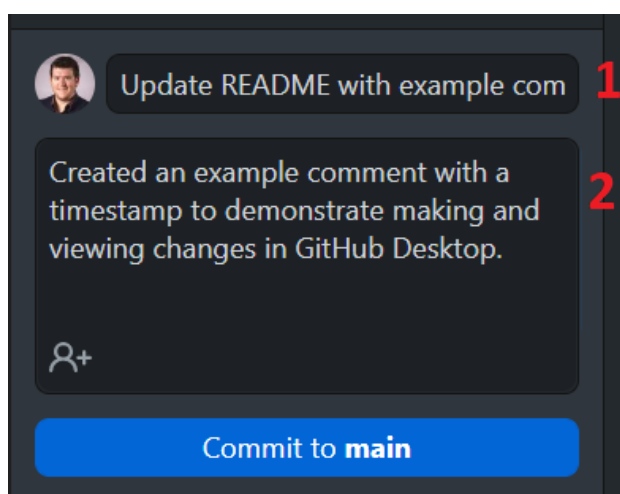 Update README with example com
1
Created an example comment with a
timestamp to demonstrate making and
viewing changes in GitHub Desktop.
2
Commit to main